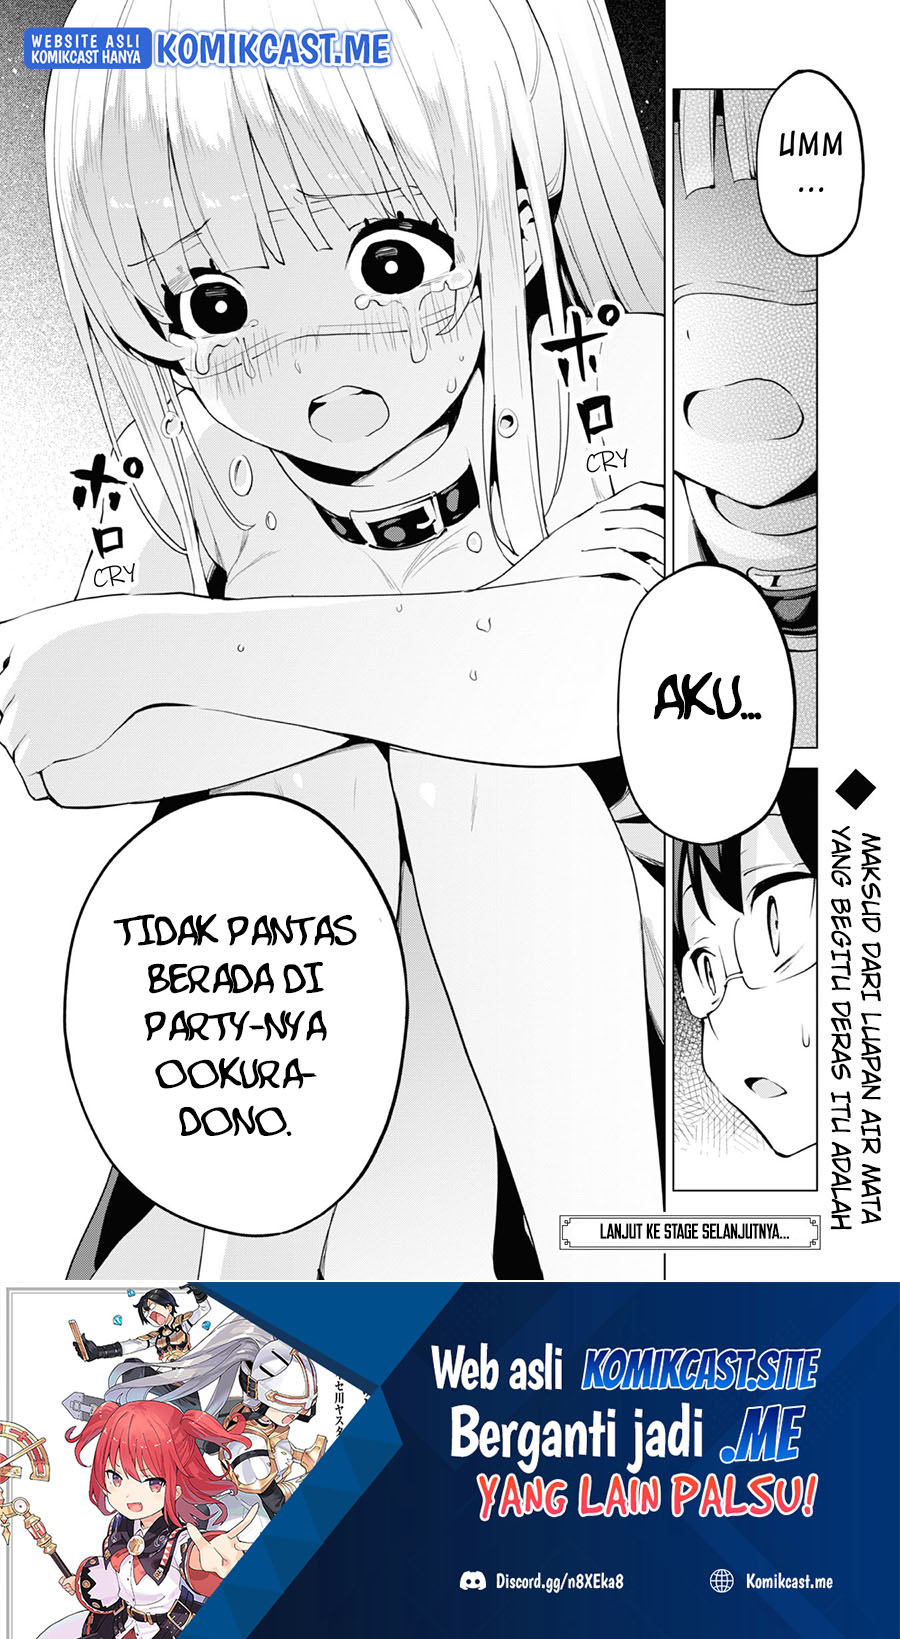 WEBSITE ASLI
KOMIKCAST HANYA
KOMIKCAST.ME
UMM
...
ポロ
CRY
ポロ
CRY
AKU...
TIDAK PANTAS
BERADA DI
PARTY-NYA
OOKURA-
DONO.
MAKSUD DARI LUAPAN AIR MATA
YANG BEGITU DERAS ITU ADALAH
LANJUT KE STAGE SELANJUTNYA...
Web asli KOMIKCAST.SITE
Berganti jadi .ME
YANG LAIN PALSU!
Discord.gg/n8XEka8
Komikcast.me